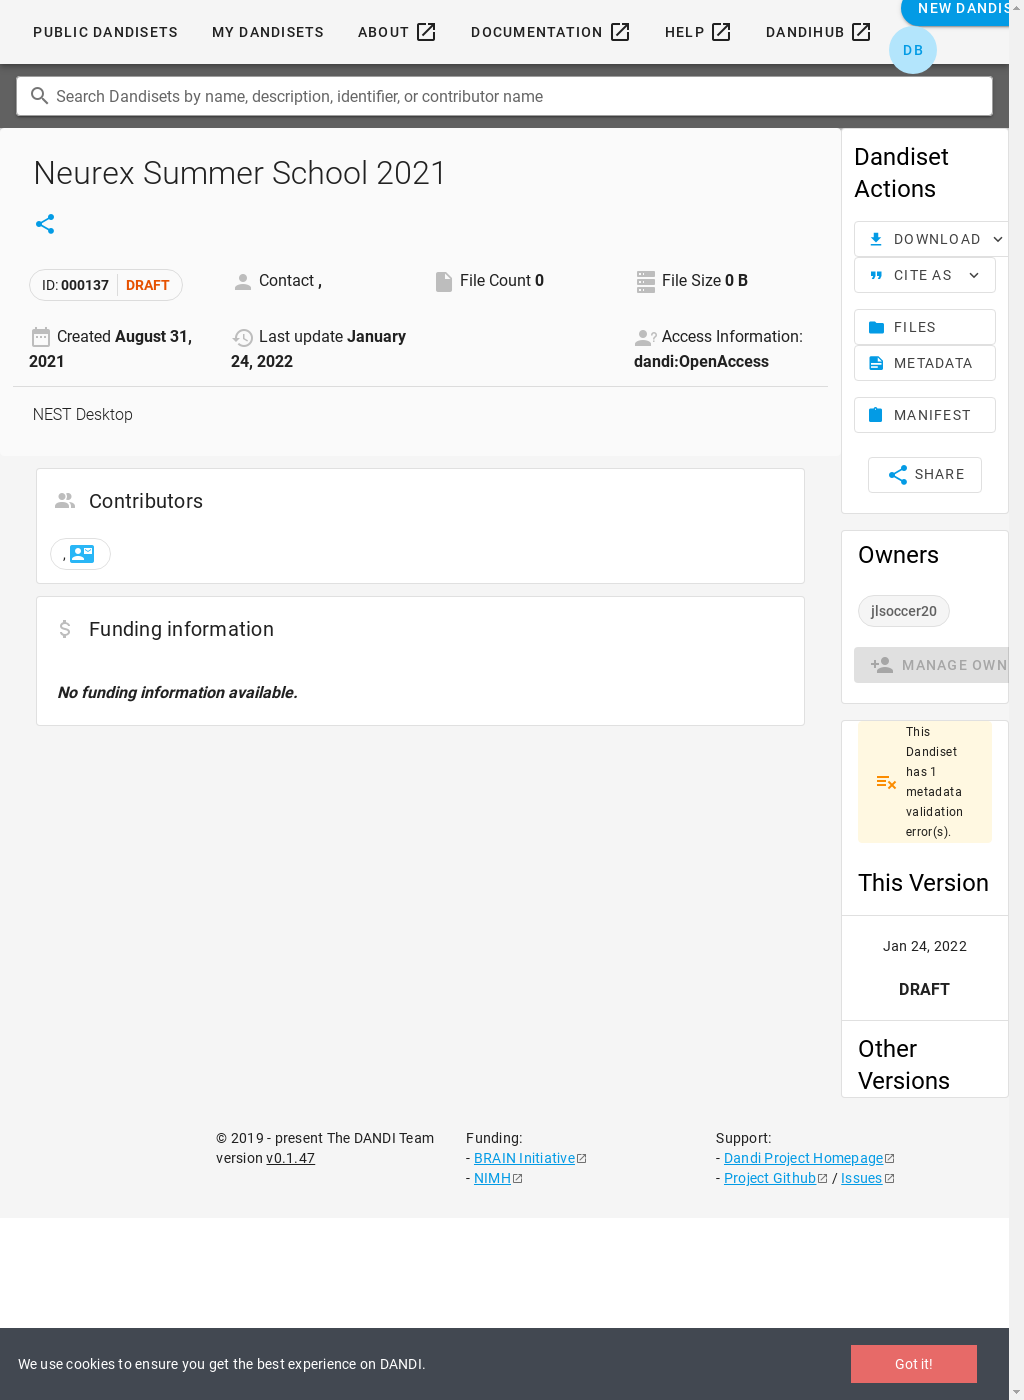 PUBLIC DANDISETS
MY DANDISETS
ABOUT
DOCUMENTATION
HELP
DANDIHUB
NEW DANDIS
DB
Search Dandisets by name, description, identifier, or contributor name
Neurex Summer School 2021
ID: 000137 DRAFT
Contact ,
File Count 0
File Size 0 B
Created August 31,
2021
Last update January
24, 2022
Access Information:
dandi:OpenAccess
NEST Desktop
Contributors
,
Funding information
No funding information available.
Dandiset
Actions
DOWNLOAD
CITE AS
FILES
METADATA
MANIFEST
SHARE
Owners
jlsoccer20
MANAGE OWN
This
Dandiset
has 1
metadata
validation
error(s).
This Version
Jan 24, 2022
DRAFT
Other
Versions
© 2019 - present The DANDI Team
version v0.1.47
Funding:
- BRAIN Initiative
- NIMH
Support:
- Dandi Project Homepage
- Project Github / Issues
We use cookies to ensure you get the best experience on DANDI.
Got it!